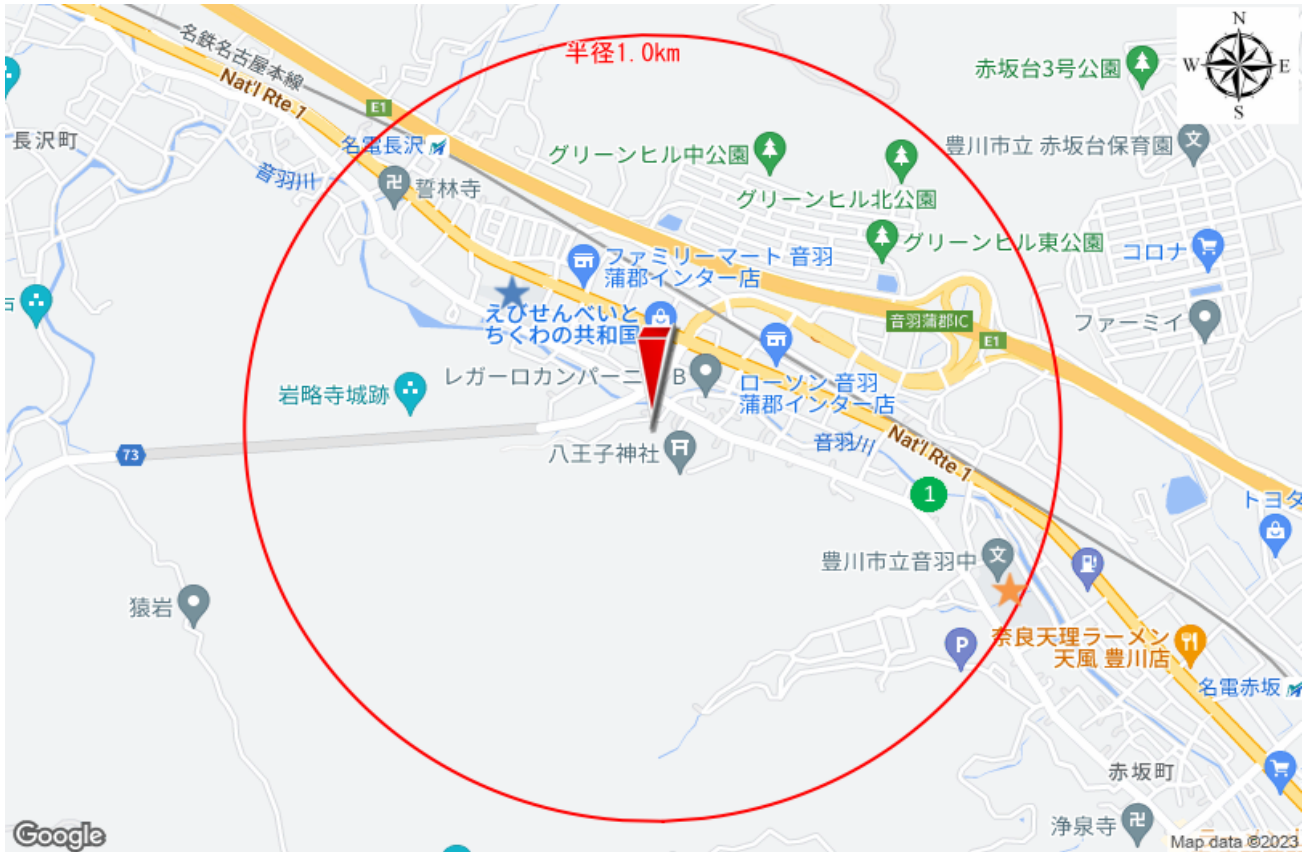 N
W
E
S
半径1.0km
名鉄名古屋本線
Nat'l Rte 1
E1
赤坂台3号公園
長沢町
名電長沢
音羽川
誓林寺
グリーンヒル中公園
グリーンヒル北公園
豊川市立 赤坂台保育園
グリーンヒル東公園
コロナ
ファミリーマート 音羽
蒲郡インター店
えびせんべいと
ちくわの共和国
音羽蒲郡IC
E1
ファーミイ
レガーロカンパーニ
B
ローソン 音羽
蒲郡インター店
岩略寺城跡
73
八王子神社
音羽川
Nat'l Rte 1
1
トヨタ
豊川市立音羽中
猿岩
P
奈良天理ラーメン
天風 豊川店
名電赤坂
赤坂町
浄泉寺
Google
Map data ©2023